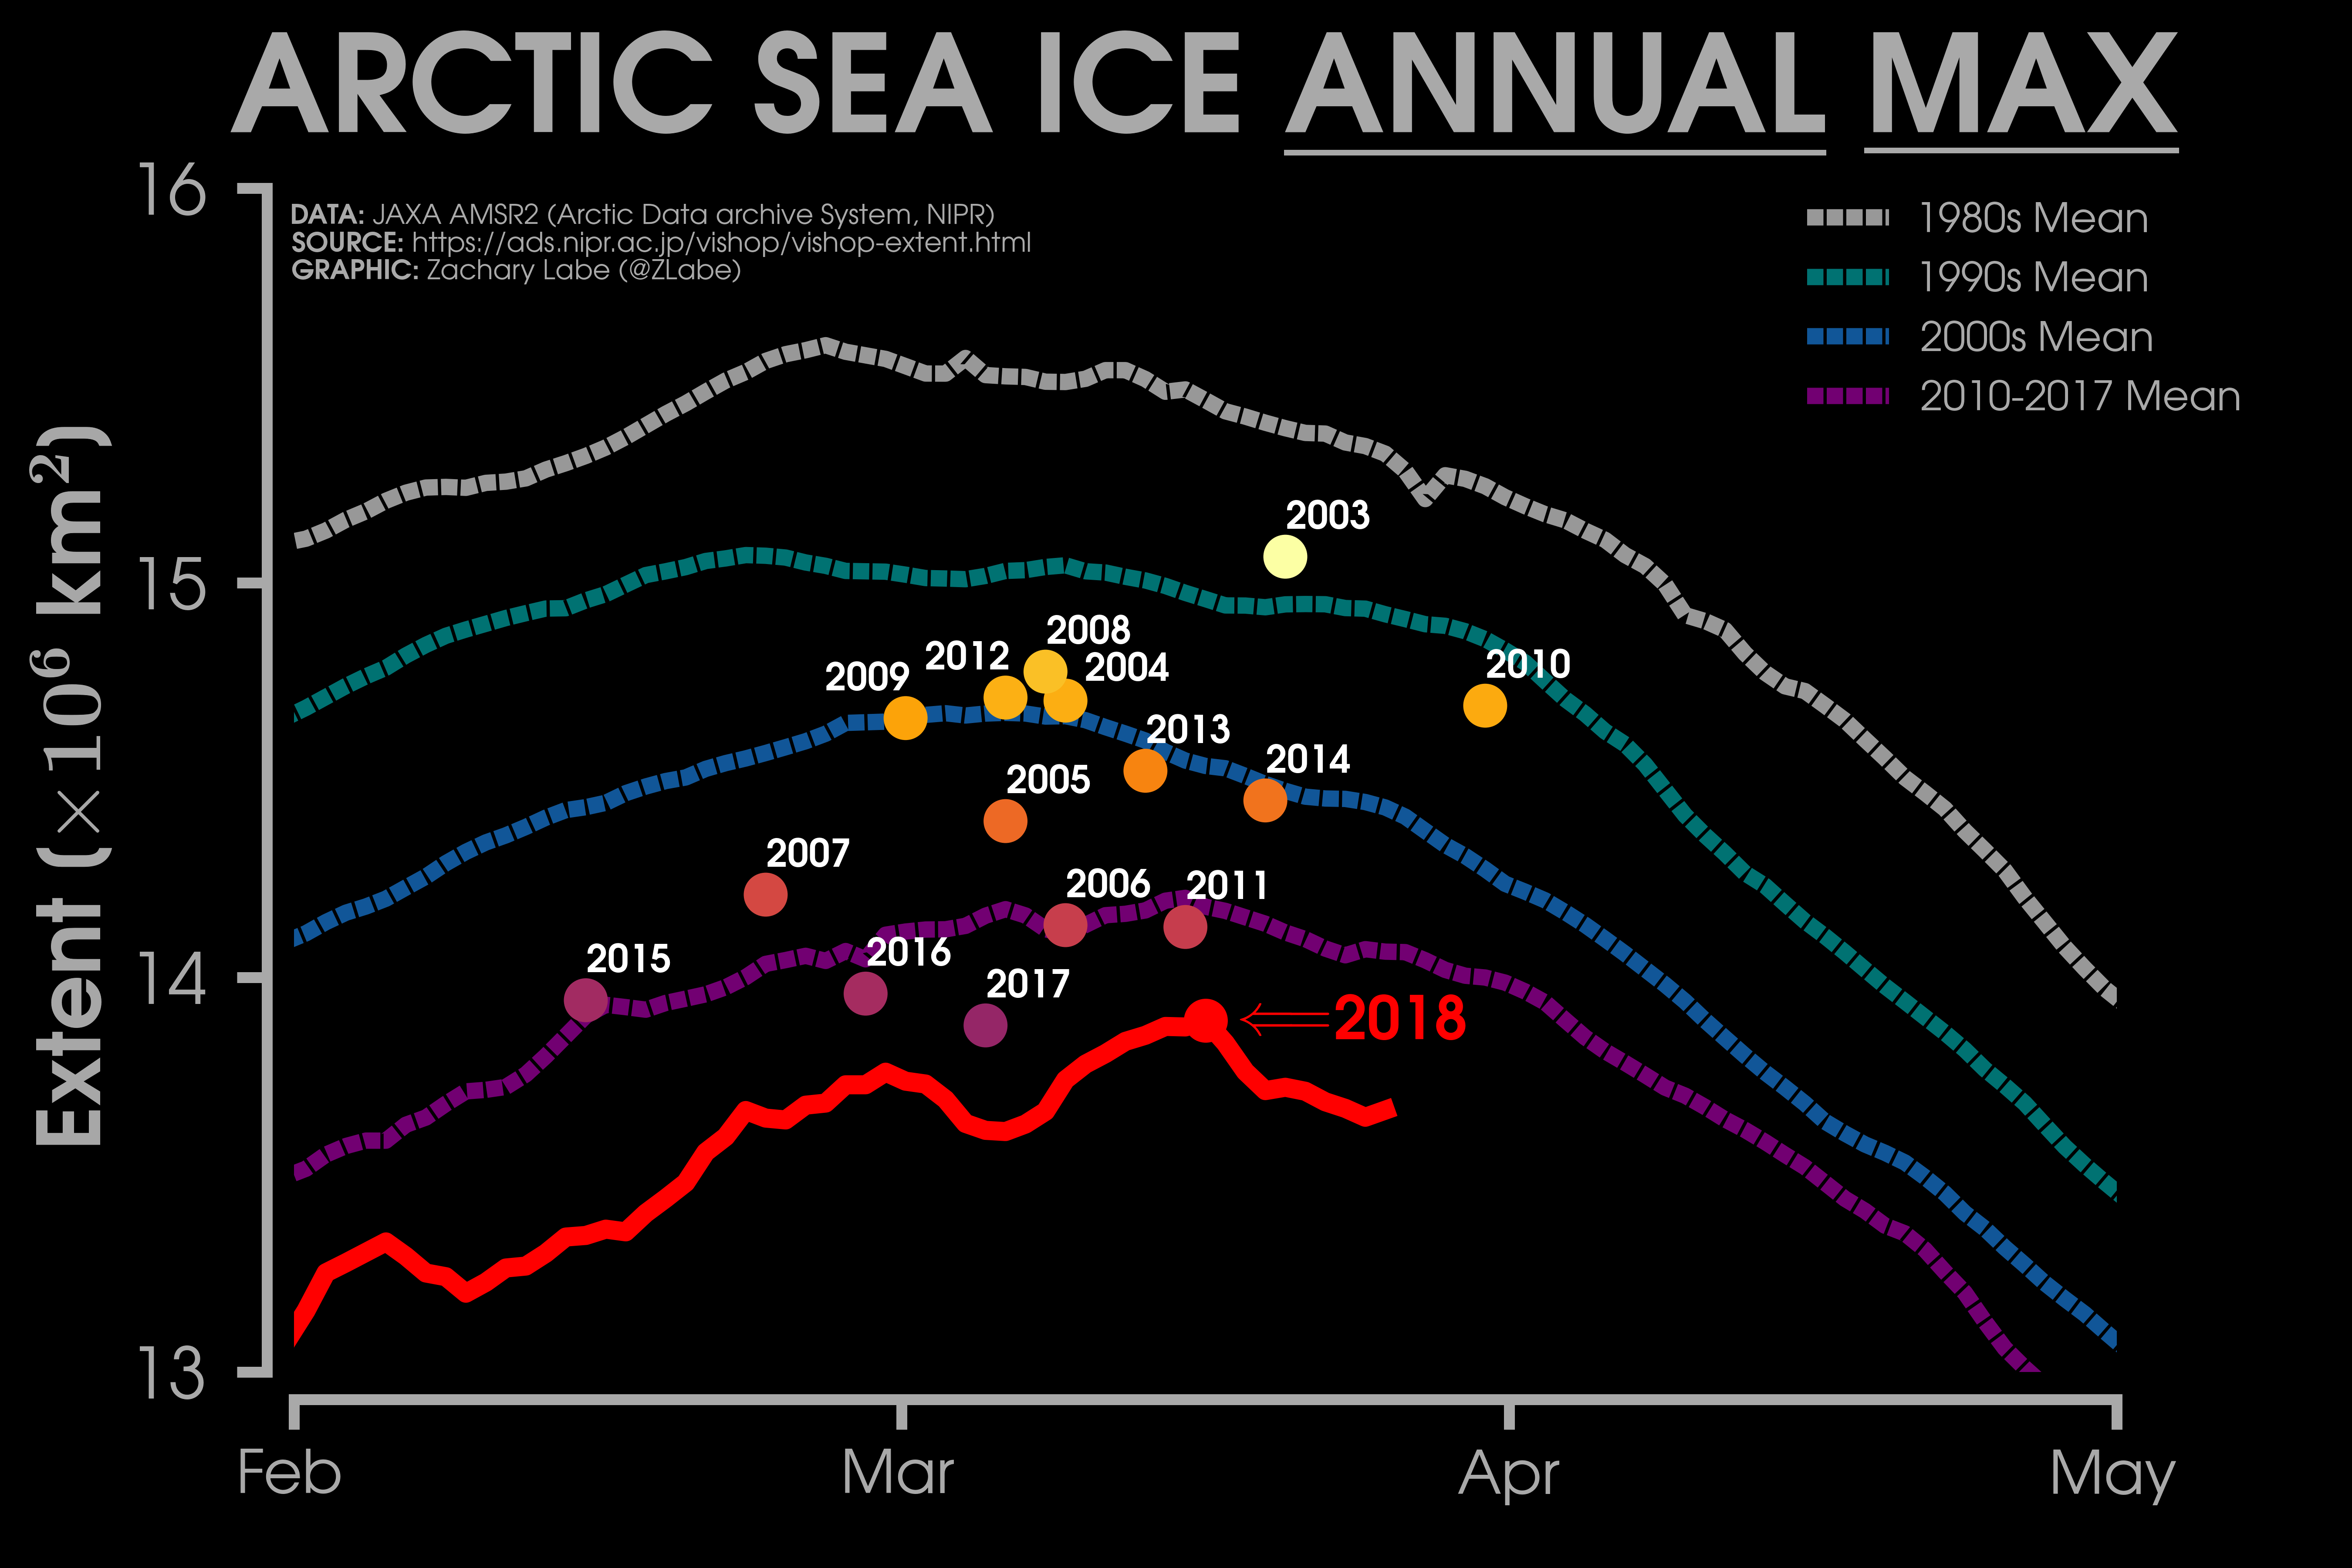 ARCTIC SEA ICE ANNUAL MAX
DATA: JAXA AMSR2 (Arctic Data archive System, NIPR)
SOURCE: https://ads.nipr.ac.jp/vishop/vishop-extent.html
GRAPHIC: Zachary Labe (@ZLabe)
1980s Mean
1990s Mean
2000s Mean
2010-2017 Mean
Extent (×10⁶ km²)
16
15
14
13
2003
2008
2012
2004
2009
2010
2013
2014
2005
2007
2006
2011
2015
2016
2017
⇐2018
Feb
Mar
Apr
May